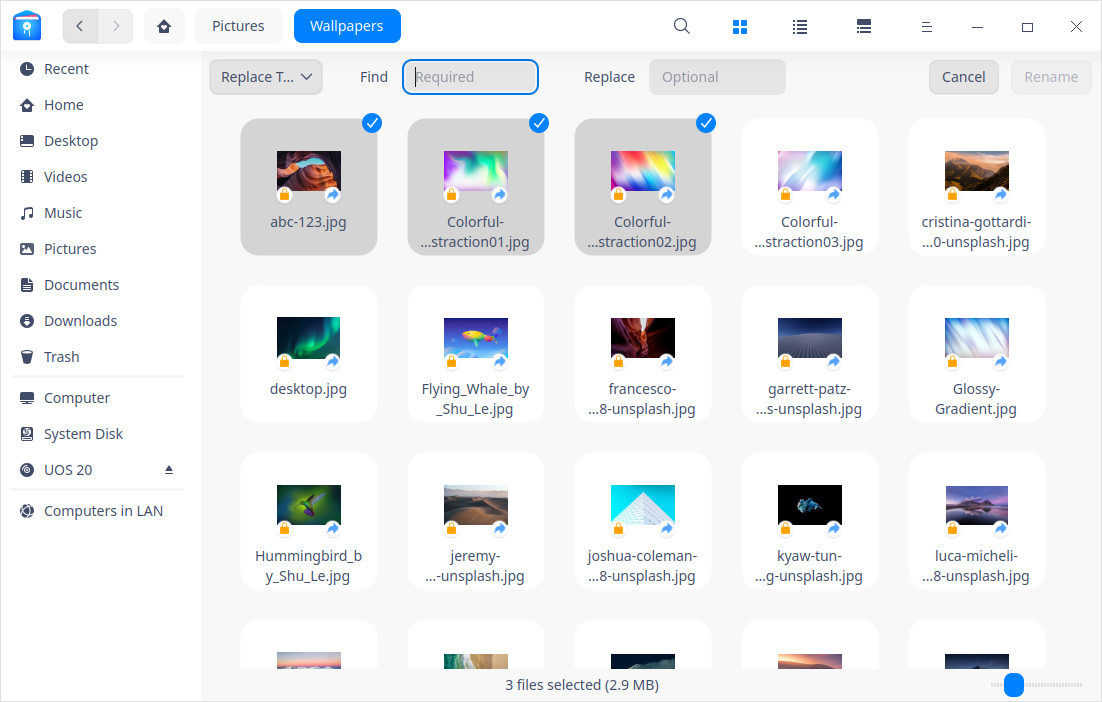 Pictures
Wallpapers
Recent
Home
Desktop
Videos
Music
Pictures
Documents
Downloads
Trash
Computer
System Disk
UOS 20
Computers in LAN
Replace T...
Find
Required
Replace
Optional
Cancel
Rename
abc-123.jpg
Colorful-
...straction01.jpg
Colorful-
...straction02.jpg
Colorful-
...straction03.jpg
cristina-gottardi-
...0-unsplash.jpg
desktop.jpg
Flying_Whale_by
_Shu_Le.jpg
francesco-
...8-unsplash.jpg
garrett-patz-
...s-unsplash.jpg
Glossy-
Gradient.jpg
Hummingbird_b
y_Shu_Le.jpg
jeremy-
...-unsplash.jpg
joshua-coleman-
...8-unsplash.jpg
kyaw-tun-
...g-unsplash.jpg
luca-micheli-
...8-unsplash.jpg
3 files selected (2.9 MB)